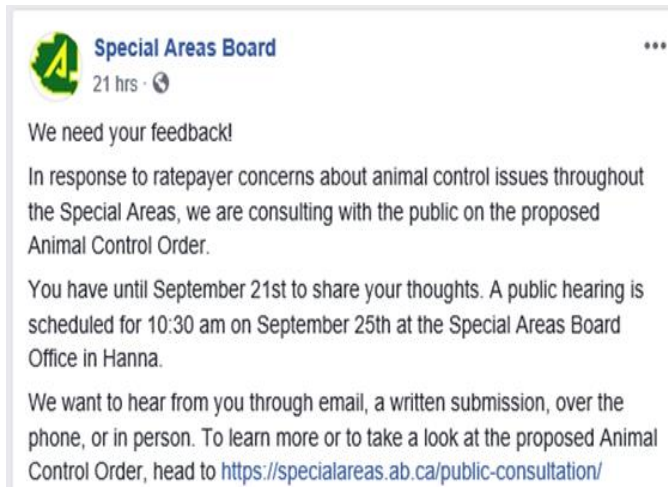 Special Areas Board
21 hrs ·
We need your feedback!
In response to ratepayer concerns about animal control issues throughout
the Special Areas, we are consulting with the public on the proposed
Animal Control Order.
You have until September 21st to share your thoughts. A public hearing is
scheduled for 10:30 am on September 25th at the Special Areas Board
Office in Hanna.
We want to hear from you through email, a written submission, over the
phone, or in person. To learn more or to take a look at the proposed Animal
Control Order, head to https://specialareas.ab.ca/public-consultation/